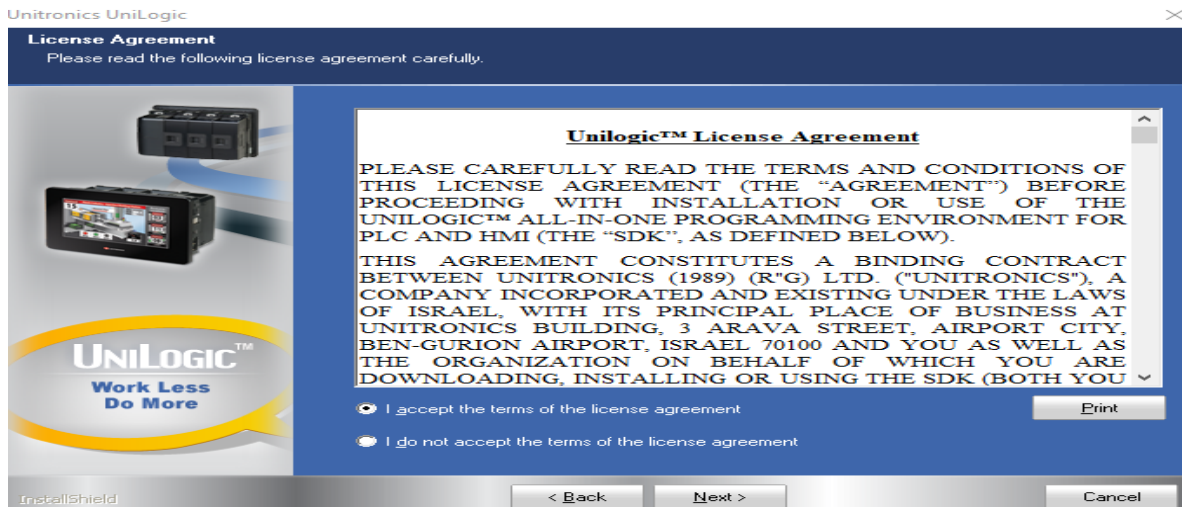 Unitronics UniLogic
License Agreement
Please read the following license agreement carefully.
Unilogic™ License Agreement
PLEASE CAREFULLY READ THE TERMS AND CONDITIONS OF
THIS LICENSE AGREEMENT (THE “AGREEMENT”) BEFORE
PROCEEDING WITH INSTALLATION OR USE OF THE
UNILOGIC™ ALL-IN-ONE PROGRAMMING ENVIRONMENT FOR
PLC AND HMI (THE “SDK”, AS DEFINED BELOW).
THIS AGREEMENT CONSTITUTES A BINDING CONTRACT
BETWEEN UNITRONICS (1989) (R"G) LTD. ("UNITRONICS"), A
COMPANY INCORPORATED AND EXISTING UNDER THE LAWS
OF ISRAEL, WITH ITS PRINCIPAL PLACE OF BUSINESS AT
UNITRONICS BUILDING, 3 ARAVA STREET, AIRPORT CITY,
BEN-GURION AIRPORT, ISRAEL 70100 AND YOU AS WELL AS
THE ORGANIZATION ON BEHALF OF WHICH YOU ARE
DOWNLOADING, INSTALLING OR USING THE SDK (BOTH YOU
UNILOGIC™
Work Less
Do More
I accept the terms of the license agreement
Print
I do not accept the terms of the license agreement
InstallShield
< Back
Next >
Cancel